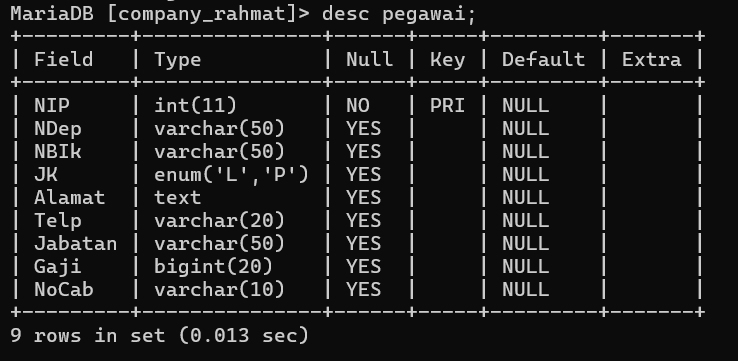 MariaDB [company_rahmat]> desc pegawai;
+---------+---------------+------+-----+---------+-------+
| Field   | Type          | Null | Key | Default | Extra |
+---------+---------------+------+-----+---------+-------+
| NIP     | int(11)       | NO   | PRI | NULL    |       |
| NDep    | varchar(50)   | YES  |     | NULL    |       |
| NBlk    | varchar(50)   | YES  |     | NULL    |       |
| JK      | enum('L','P') | YES  |     | NULL    |       |
| Alamat  | text          | YES  |     | NULL    |       |
| Telp    | varchar(20)   | YES  |     | NULL    |       |
| Jabatan | varchar(50)   | YES  |     | NULL    |       |
| Gaji    | bigint(20)    | YES  |     | NULL    |       |
| NoCab   | varchar(10)   | YES  |     | NULL    |       |
+---------+---------------+------+-----+---------+-------+
9 rows in set (0.013 sec)